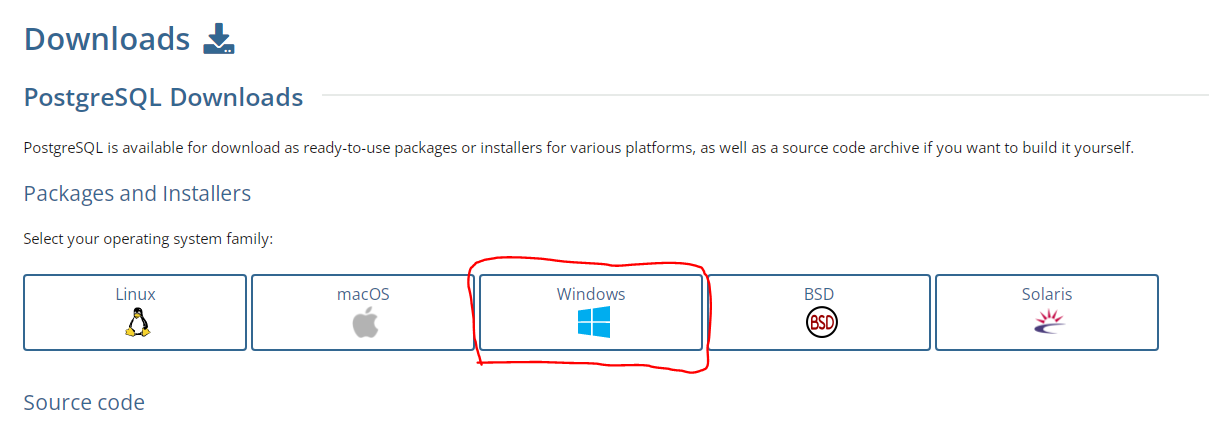 Downloads
PostgreSQL Downloads
PostgreSQL is available for download as ready-to-use packages or installers for various platforms, as well as a source code archive if you want to build it yourself.
Packages and Installers
Select your operating system family:
Linux
macOS
Windows
BSD
Solaris
BSD
Source code